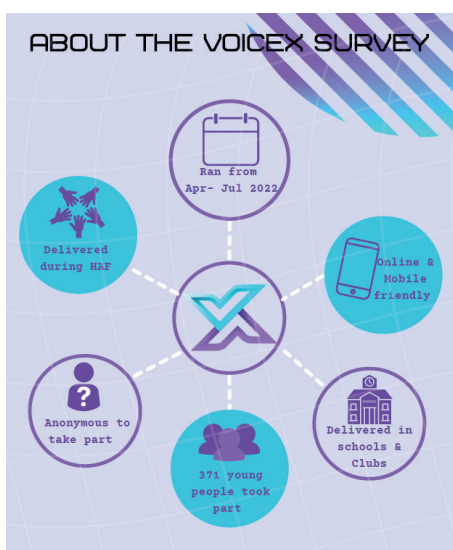 ABOUT THE VOICEX SURVEY
Ran from
Apr- Jul 2022
Delivered
during HAF
Online &
Mobile
friendly
Anonymous to
take part
?
Delivered in
schools &
Clubs
371 young
people took
part